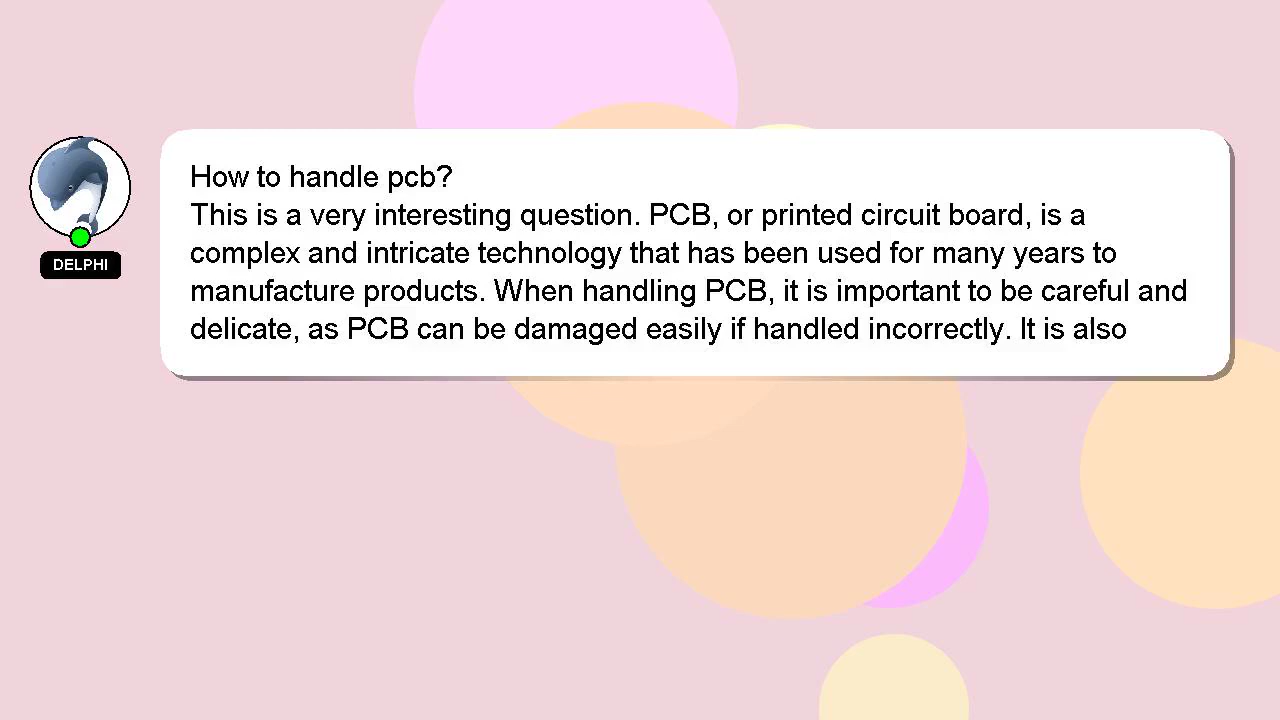 How to handle pcb?
This is a very interesting question. PCB, or printed circuit board, is a
complex and intricate technology that has been used for many years to
manufacture products. When handling PCB, it is important to be careful and
delicate, as PCB can be damaged easily if handled incorrectly. It is also
DELPHI